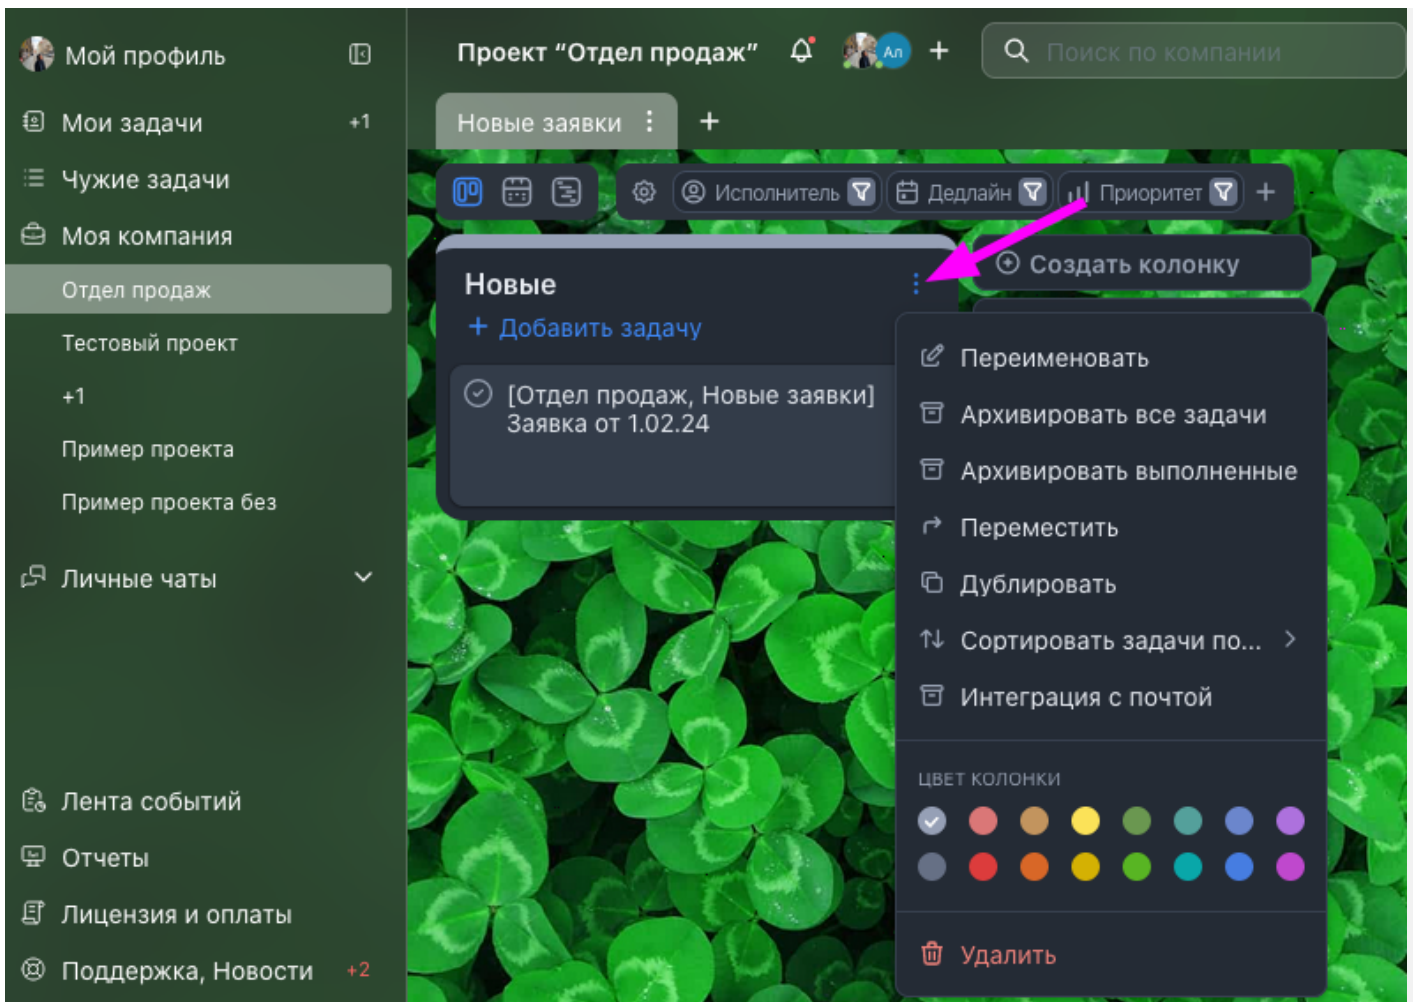 Мой профиль
Мои задачи +1
Чужие задачи
Моя компания
Отдел продаж
Тестовый проект
+1
Пример проекта
Пример проекта без
Личные чаты
Лента событий
Отчеты
Лицензия и оплаты
Поддержка, Новости +2
Проект “Отдел продаж”
Ал
Поиск по компании
Новые заявки
Исполнитель Дедлайн Приоритет
Новые
Добавить задачу
[Отдел продаж, Новые заявки]
Заявка от 1.02.24
Создать колонку
Переименовать
Архивировать все задачи
Архивировать выполненные
Переместить
Дублировать
Сортировать задачи по...
Интеграция с почтой
ЦВЕТ КОЛОНКИ
Удалить